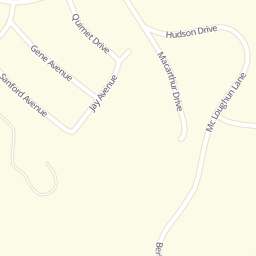 Quimet Drive
Hudson Drive
Gene Avenue
Macarthur Drive
Sanford Avenue
Jay Avenue
Mc Loughlin Lane